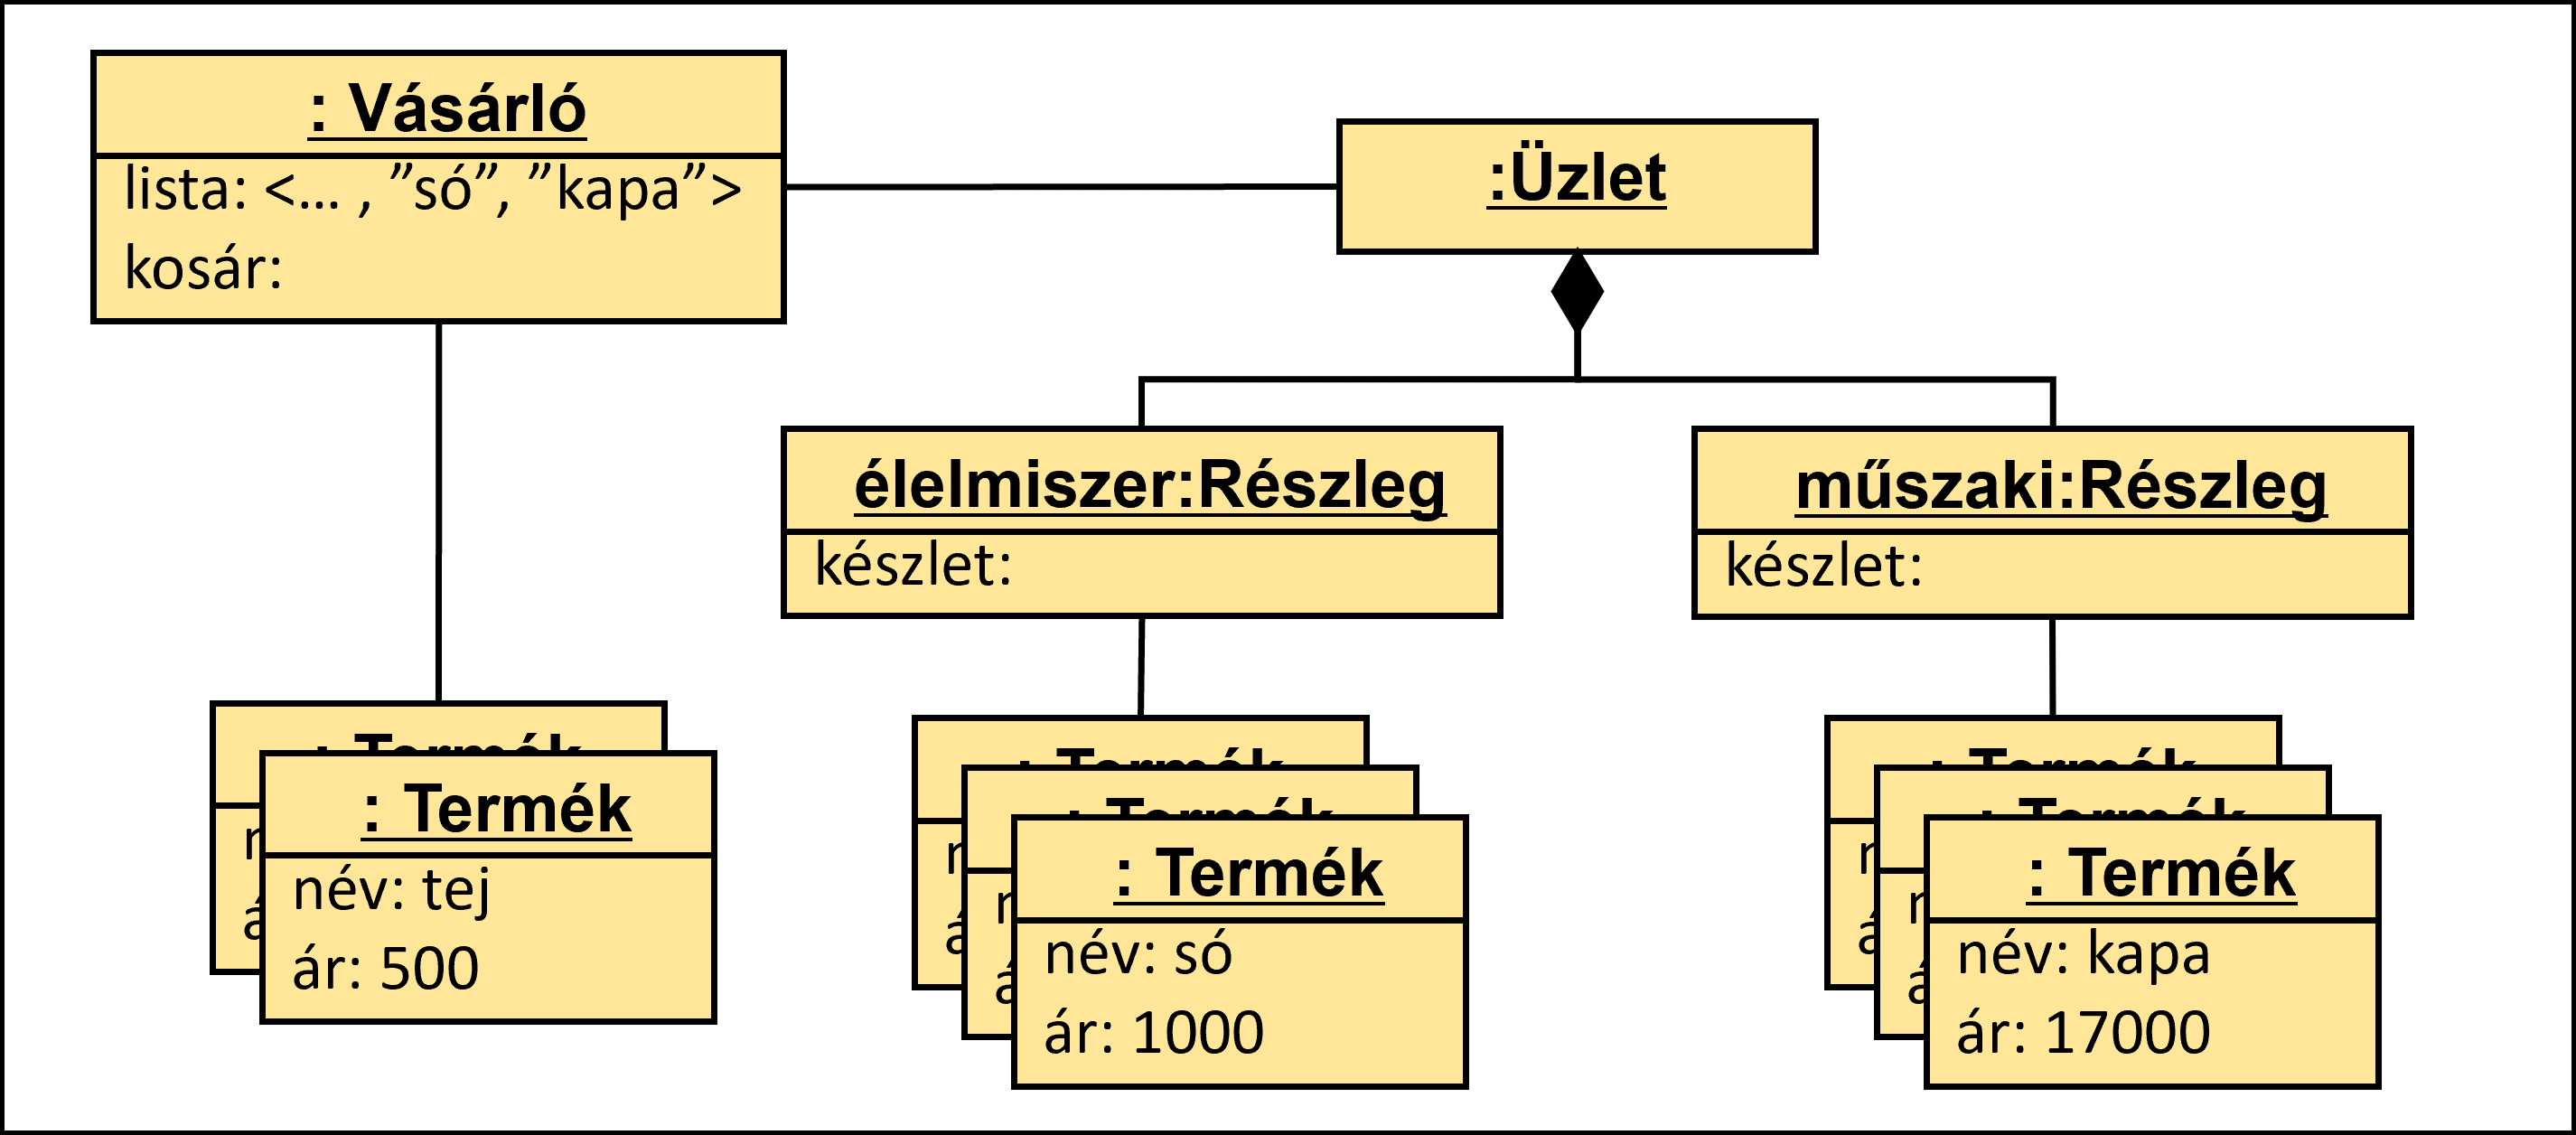 : Vásárló
lista: <... , ”só”, ”kapa”>
kosár:
:Üzlet
élelmiszer:Részleg
készlet:
műszaki:Részleg
készlet:
: Termék
: Termék
név: tej
ár: 500
: Termék
: Termék
: Termék
név: só
ár: 1000
: Termék
: Termék
: Termék
név: kapa
ár: 17000